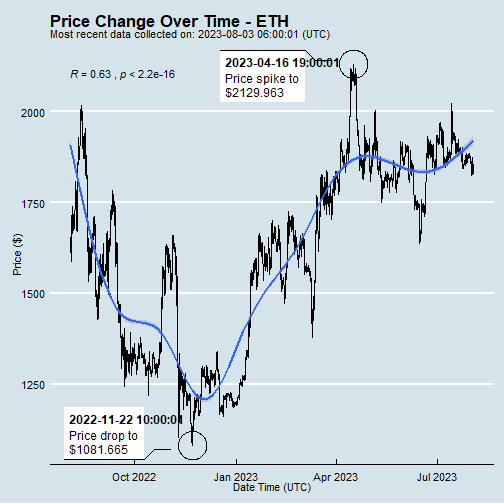 Price Change Over Time - ETH
Most recent data collected on: 2023-08-03 06:00:01 (UTC)
R = 0.63 , p < 2.2e-16
2023-04-16 19:00:01
Price spike to
$2129.963
2000
1750
1500
1250
Price ($)
2022-11-22 10:00:04
Price drop to
$1081.665
Oct 2022
Jan 2023
Apr 2023
Jul 2023
Date Time (UTC)